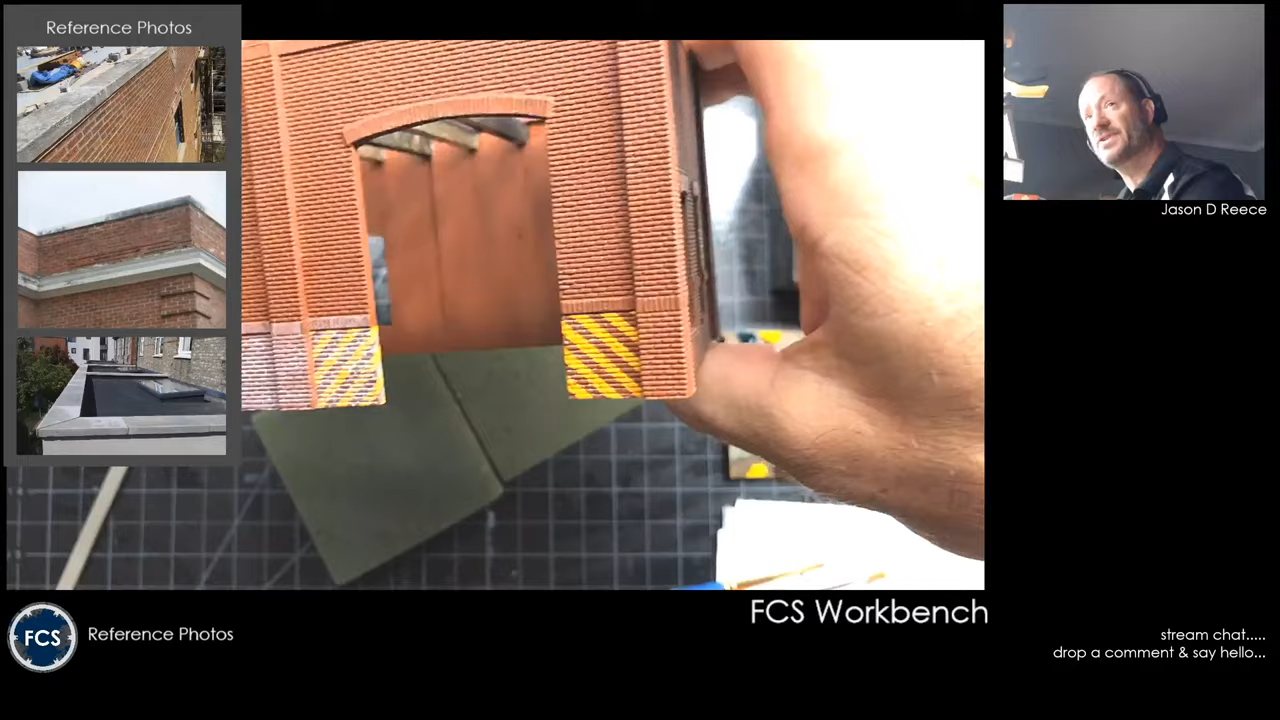 Reference Photos
Jason D Reece
FCS Workbench
FCS
Reference Photos
stream chat.....
drop a comment & say hello...